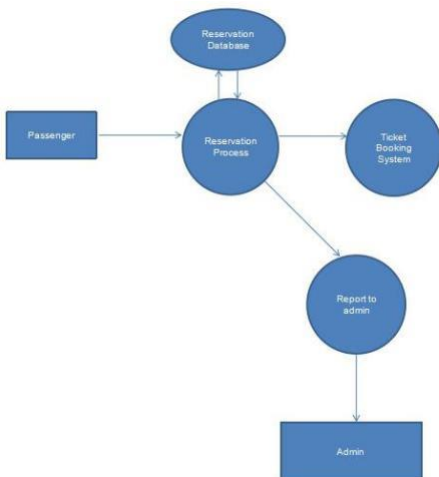 Reservation
Database
Passenger
Reservation
Process
Ticket
Booking
System
Report to
admin
Admin